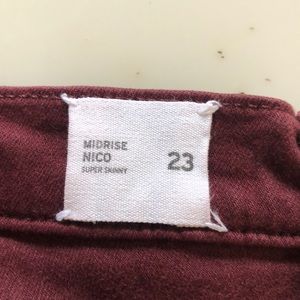 MIDRISE
NICO 23
SUPER SKINNY